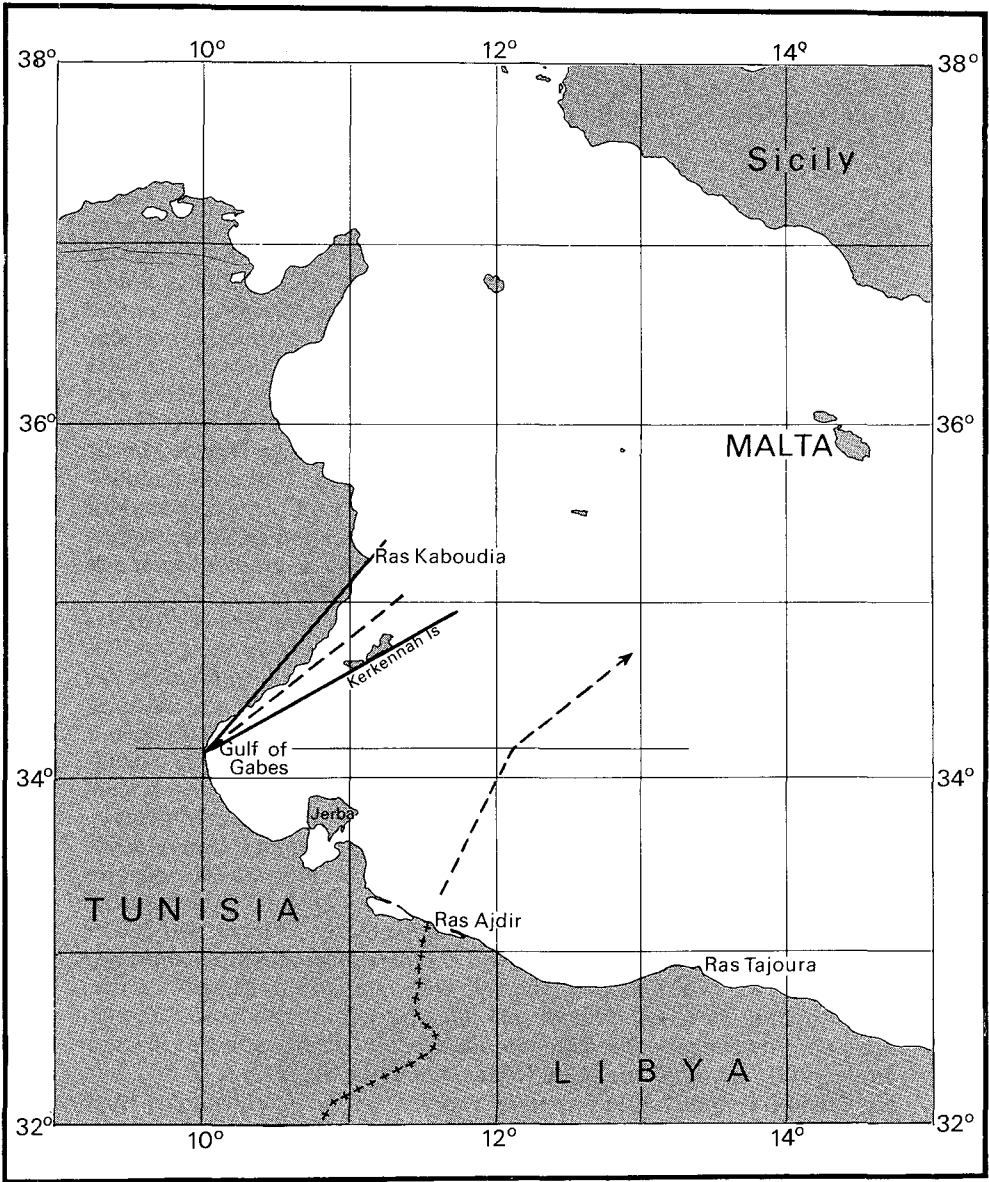 10° 12° 14°
38° 38°
Sicily
36° 36°
MALTA
Ras Kaboudia
Kerkennah Is
Gulf of
Gabes
34° 34°
Jerba
TUNISIA
Ras Ajdir
Ras Tajoura
LIBYA
32° 32°
10° 12° 14°